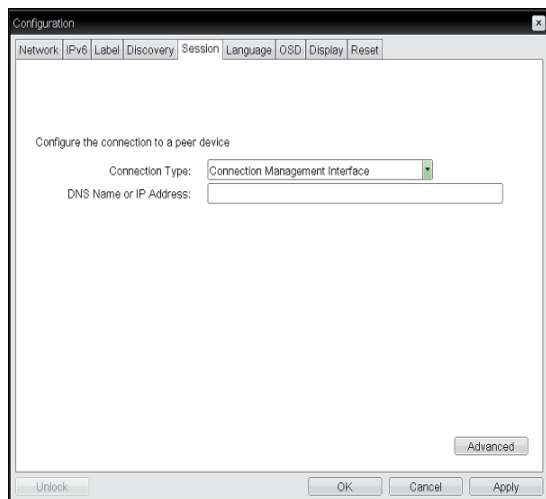 Configuration
Network IPv6 Label Discovery Session Language OSD Display Reset
Configure the connection to a peer device
Connection Type: Connection Management Interface
DNS Name or IP Address:
Advanced
Unlock OK Cancel Apply